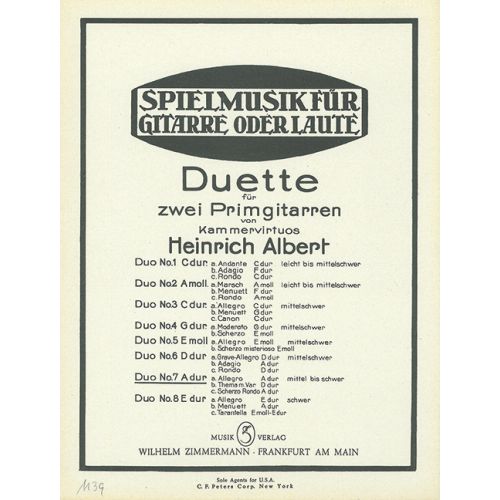 SPIELMUSIK FÜR
GITARRE ODER LAUTE
Duette
für
zwei Primgitarren
von
Kammervirtuos
Heinrich Albert
Duo No.1 C dur. a. Andante C dur leicht bis mittelschwer
b. Adagio F dur
c. Rondo C dur
Duo No.2 A moll. a. Marsch A moll leicht bis mittelschwer
b. Menuett F dur
c. Rondo A moll
Duo No.3 C dur. a. Allegro C dur mittelschwer
b. Menuett G dur
c. Canon C dur
Duo No.4 G dur a. Moderato G dur mittelschwer
b. Scherzo E moll
Duo No.5 E moll a. Allegro E moll mittelschwer
b. Scherzo misterioso E moll
Duo No.6 D dur a. Grave-Allegro D dur mittelschwer
b. Adagio A dur
c. Rondo D dur
Duo No.7 A dur a. Allegro A dur mittel bis schwer
b. Thema m. Var D dur
c. Scherzo Rondo A dur
Duo No.8 E dur a. Allegro E dur schwer
b. Menuett A dur
c. Tarantella E moll-E dur
MUSIK VERLAG
WILHELM ZIMMERMANN · FRANKFURT AM MAIN
Sole Agents for U.S.A.
C. F. Peters Corp. New York
1139